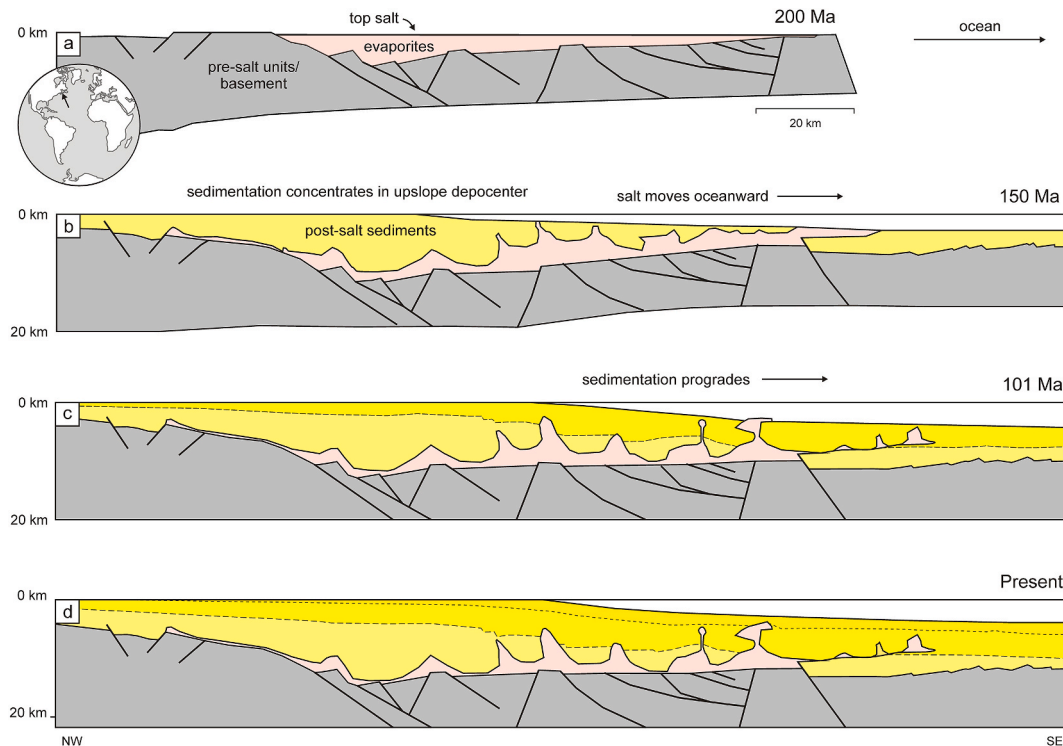 200 Ma
top salt
ocean
0 km
a
evaporites
pre-salt units/
basement
20 km
sedimentation concentrates in upslope depocenter
salt moves oceanward
150 Ma
0 km
b
post-salt sediments
20 km
sedimentation progrades
101 Ma
0 km
c
20 km
Present
0 km
d
20 km
NW
SE